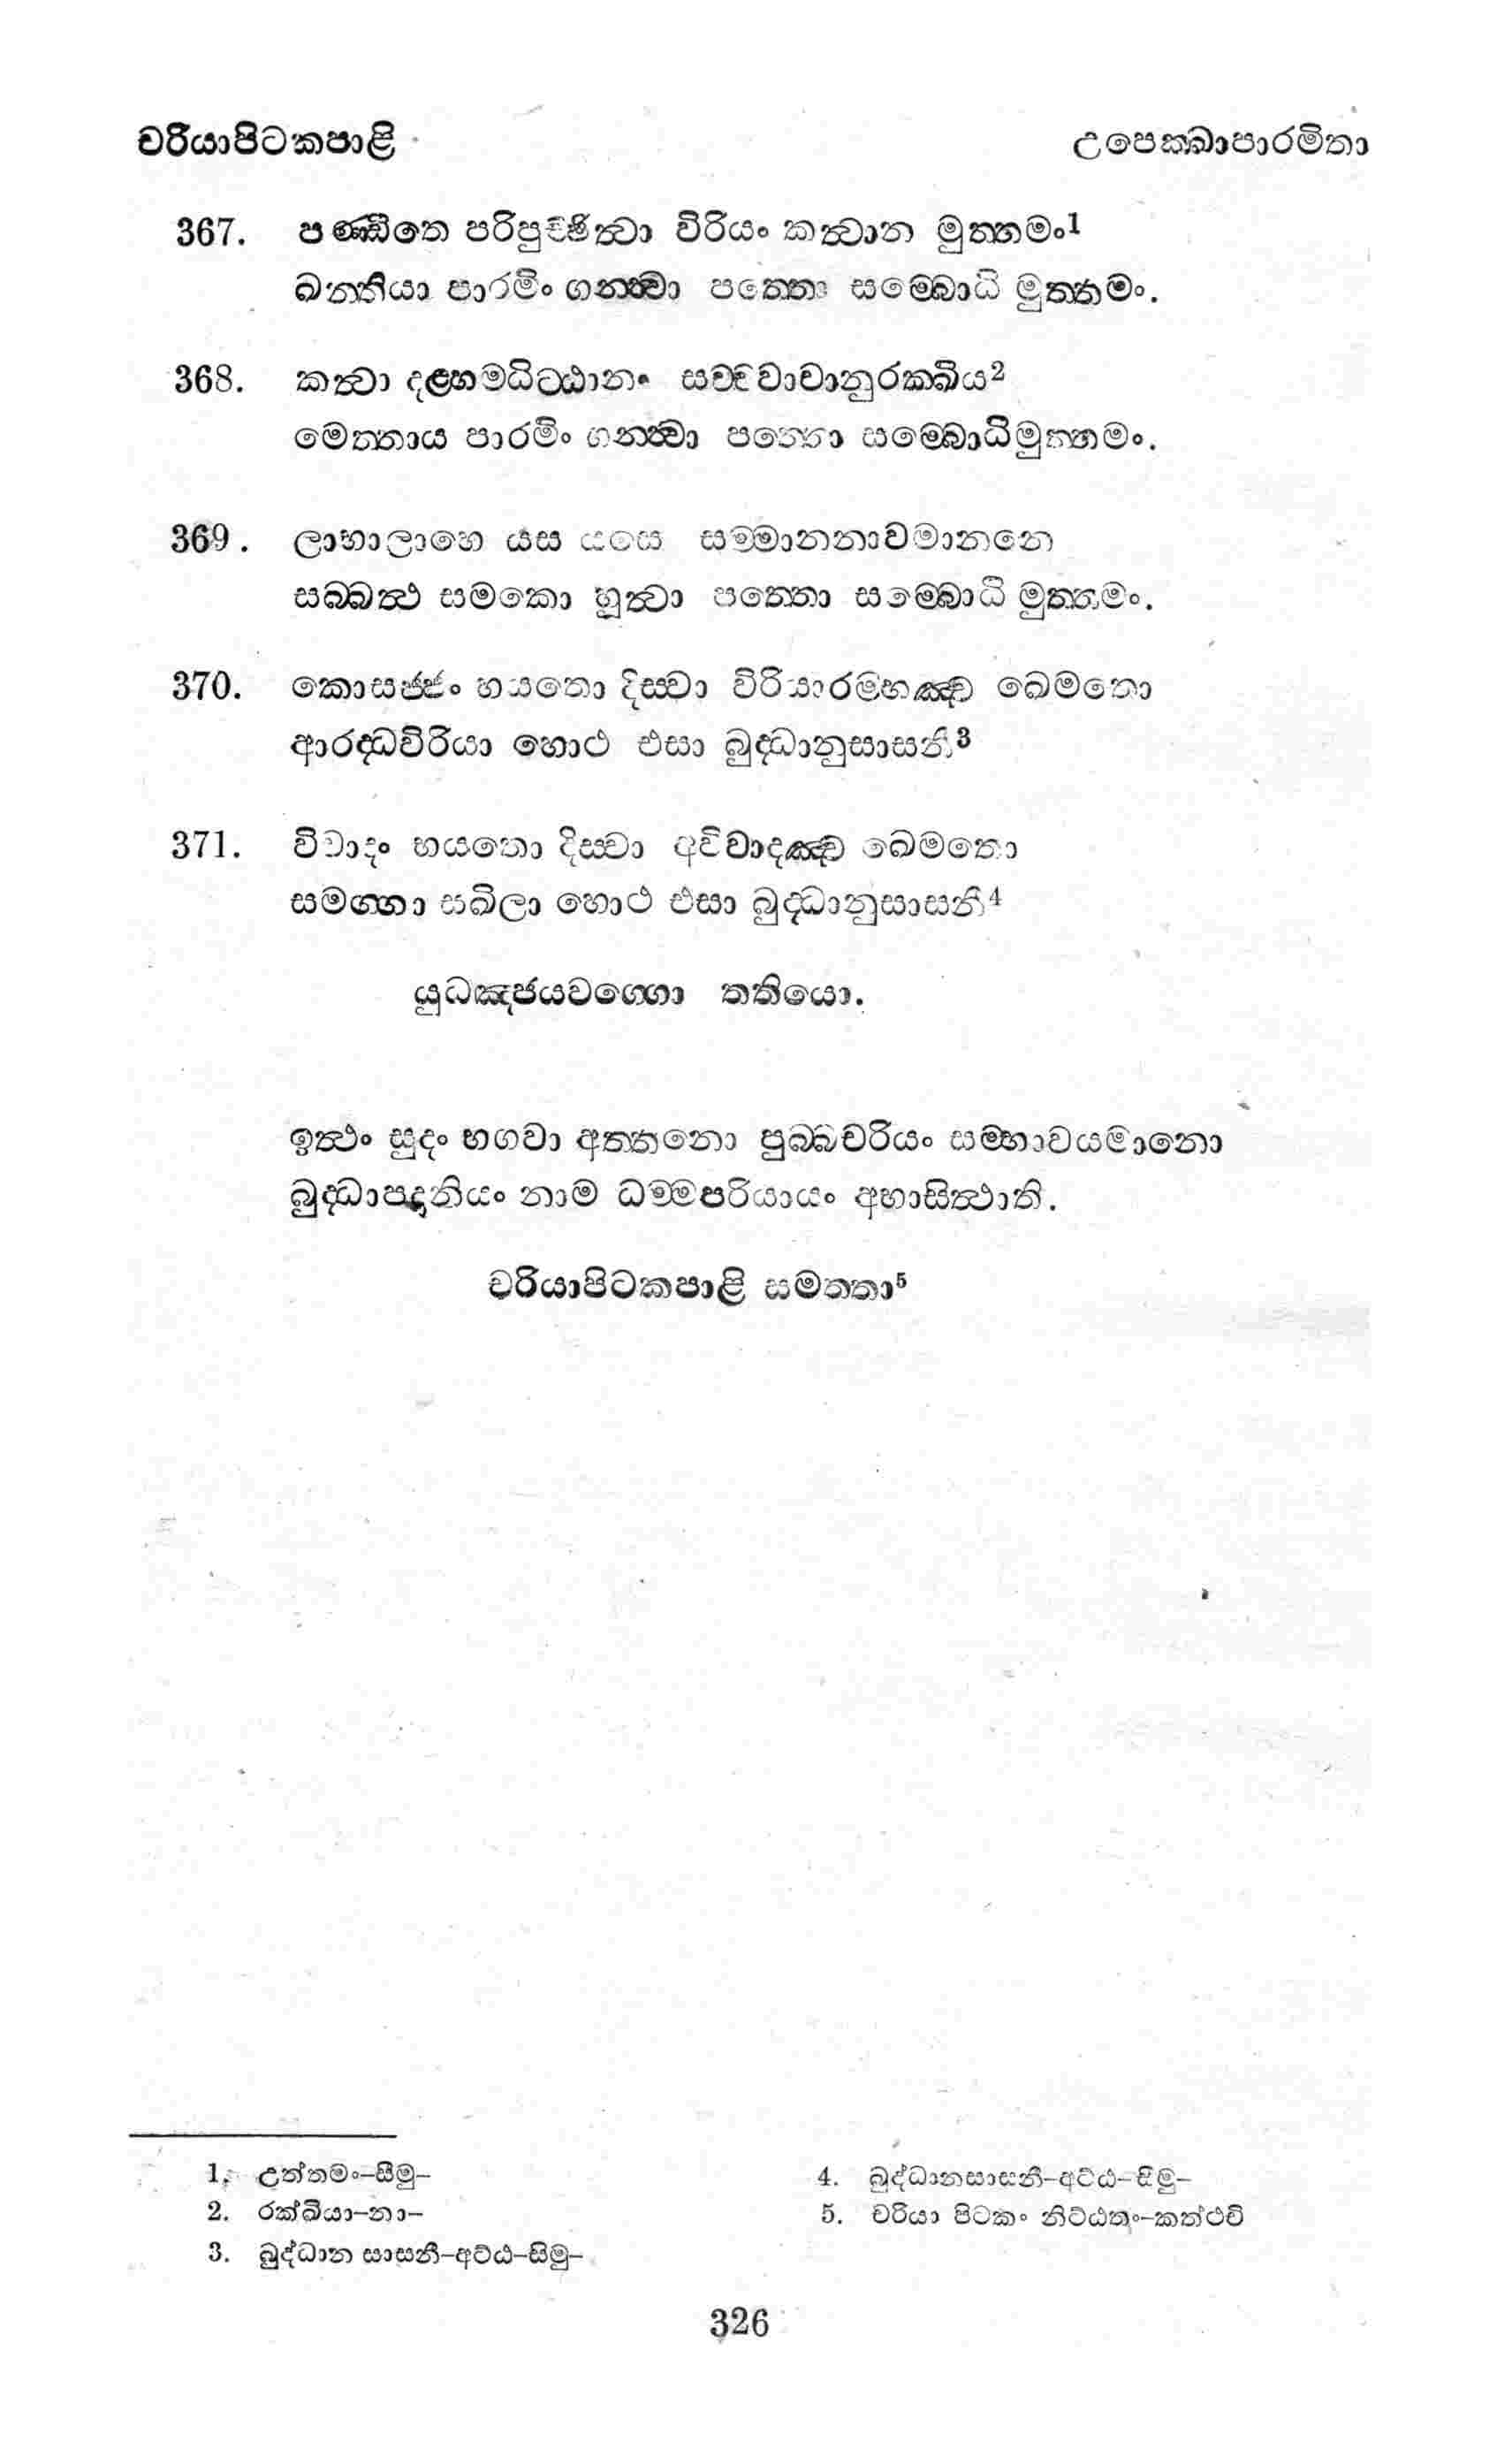 චරියාපිටකපාළි
උපෙක්‍ඛාපාරමිතා
367. පණ්‍ඩිතෙ පරිපුච්ඡිත්‍වා විරියං කත්‍වාන මුත්‍තමං1
ඛන්‍තියා පාරමිං ගන්‍ත්‍වා පත්‍තො සම්‍බොධි මුත්‍තමං.
368. කත්‍වා දළ්හමධිට්ඨානං සච්චවාචානුරක්‍ඛිය2
මෙත්‍තාය පාරමිං ගන්‍ත්‍වා පත්‍තො සම්‍බොධිමුත්‍තමං.
369. ලාභාලාභෙ යස යසෙ සම්මානනාවමානනෙ
සබ්බත්‍ථ සමකො හුත්‍වා පත්‍තො සම්‍බොධි මුත්‍තමං.
370. කොසජ්ජං භයතො දිස්‍වා විරියාරම්භඤ්ච ඛෙමතො
ආරද්‍ධවිරියා හොථ එසා බුද්‍ධානුසාසනී3
371. විවාදං භයතො දිස්‍වා අවිවාදඤ්ච ඛෙමතො
සමග්‍ගා සඛිලා හොථ එසා බුද්‍ධානුසාසනී4
යුධඤ්ජයවග්‍ගො තතියො.
ඉත්‍ථං සුදං භගවා අත්‍තනො පුබ්බචරියං සම්භාවයමානො
බුද්‍ධාපදානියං නාම ධම්මපරියායං අභාසිත්‍ථාති.
චරියාපිටකපාළි සමත්‍තා5
1. උත්තමං–සීමු–
2. රක්ඛියා–නා–
3. බුද්ධාන සාසනී–අට්ඨ–සිමු–
4. බුද්ධානසාසනී–අට්ඨ–සිමු–
5. චරියා පිටකං නිට්ඨතං–කත්ථචි
326